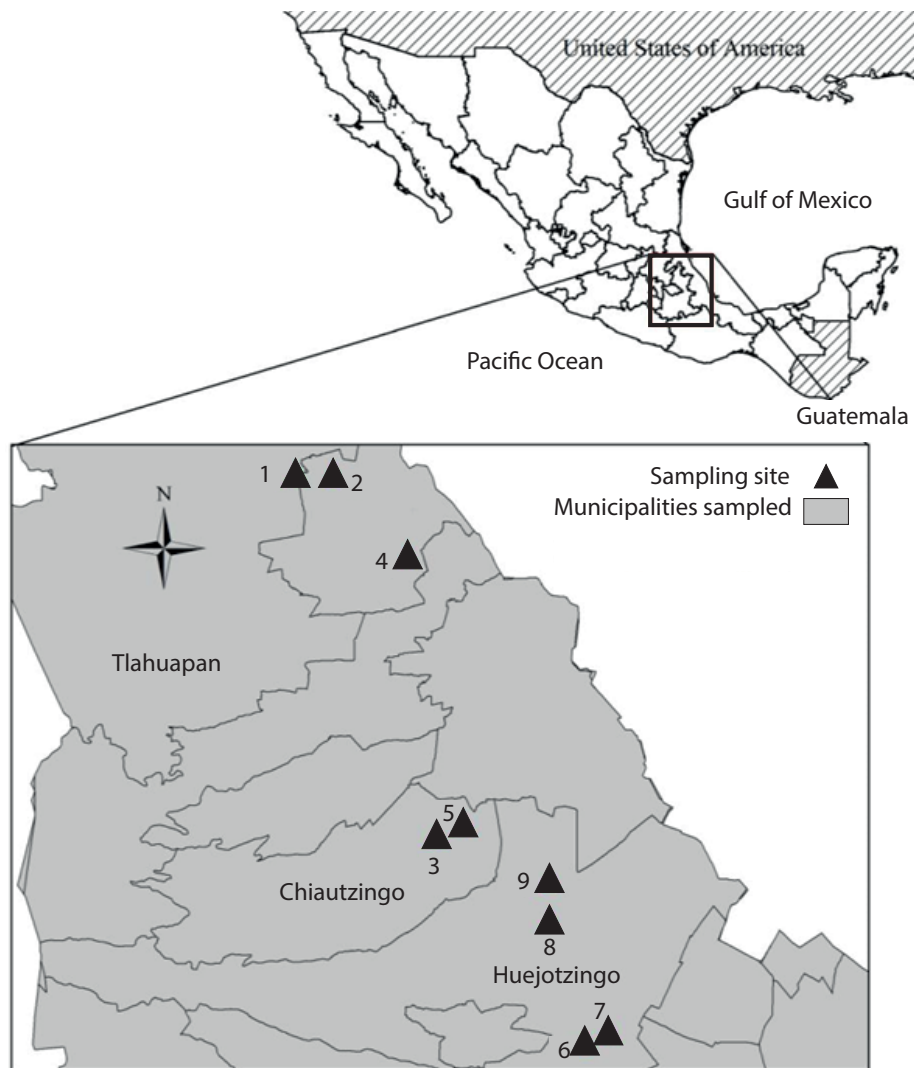 United States of America
Gulf of Mexico
Pacific Ocean
Guatemala
Sampling site
Municipalities sampled
N
1
2
4
Tlahuapan
5
3
Chiautzingo
9
8
Huejotzingo
7
6